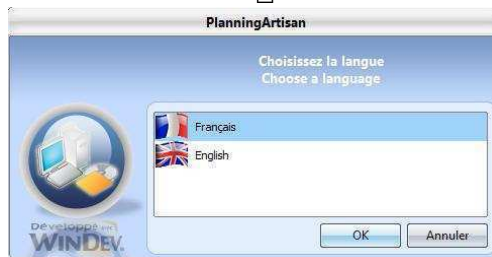 PlanningArtisan
Choisissez la langue
Choose a language
Français
English
Développé avec
WINDEV.
OK
Annuler